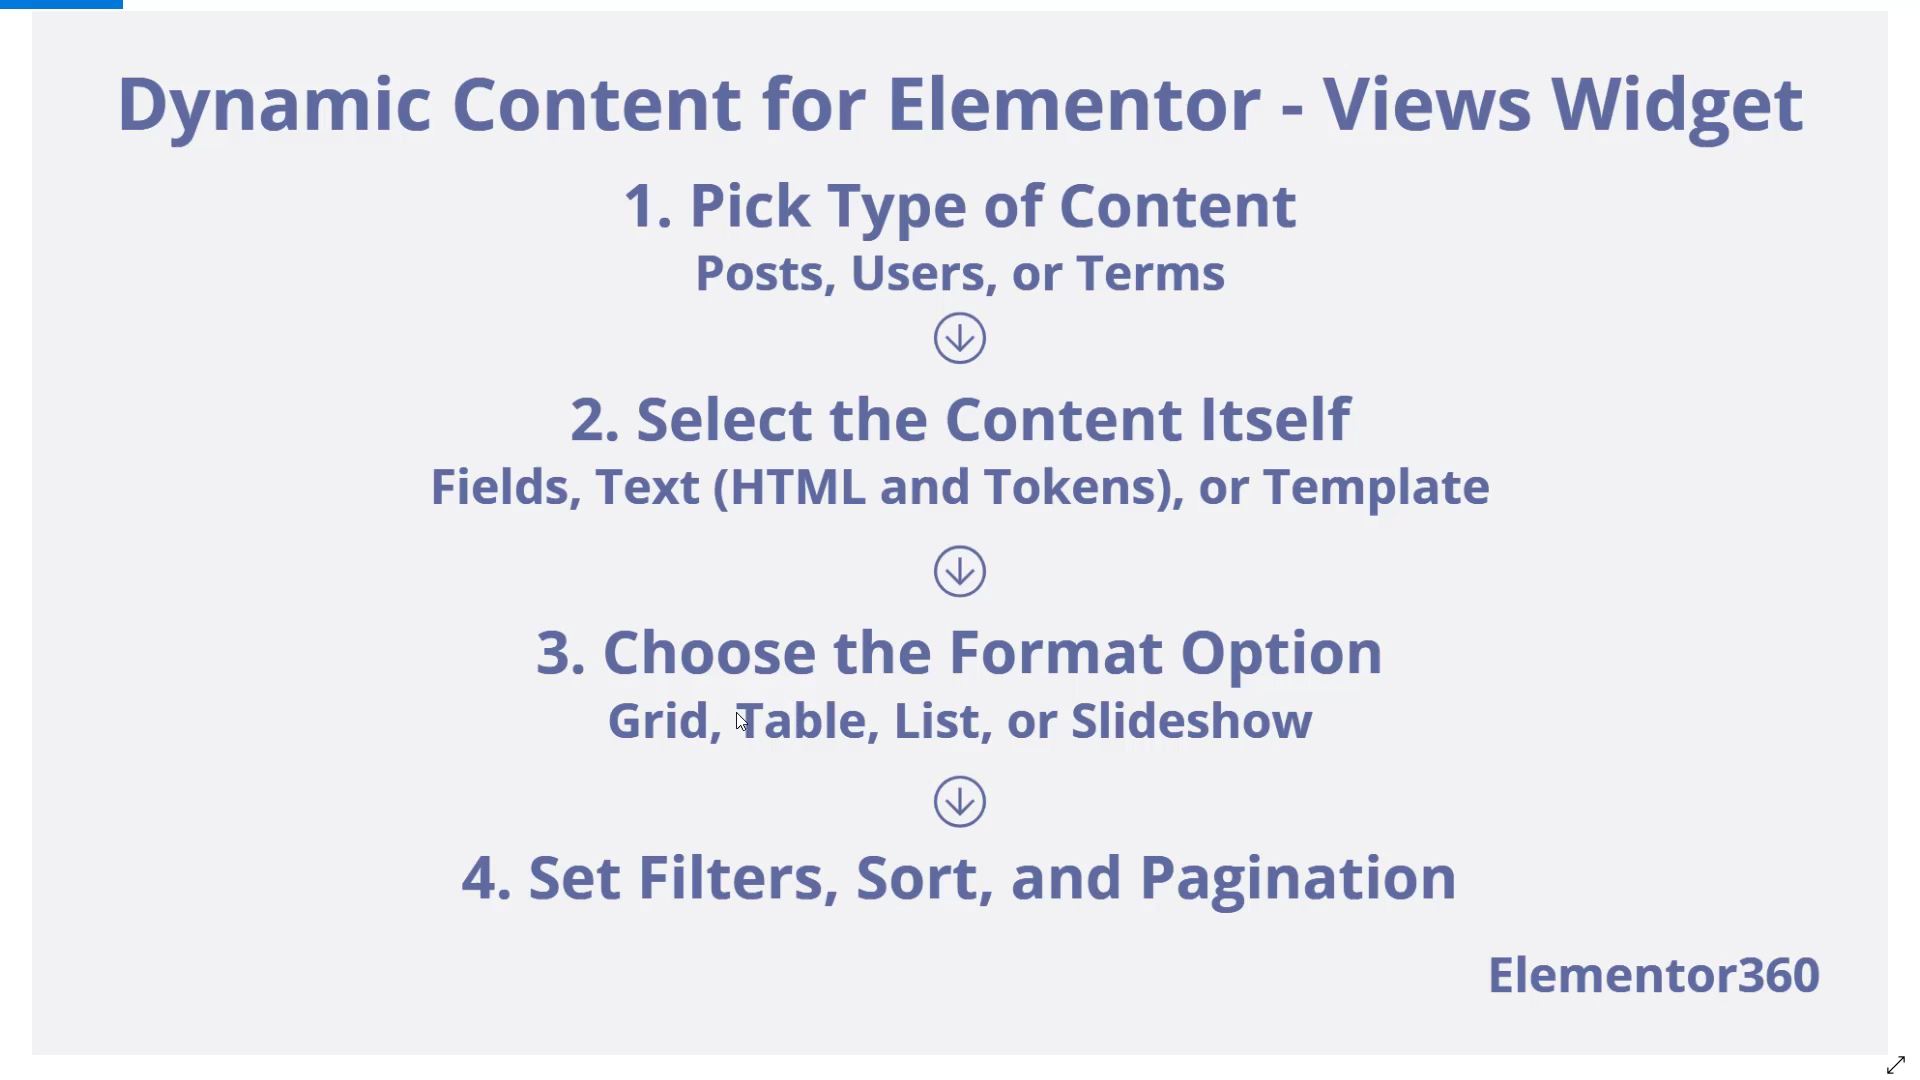 Dynamic Content for Elementor - Views Widget
1. Pick Type of Content
Posts, Users, or Terms
2. Select the Content Itself
Fields, Text (HTML and Tokens), or Template
3. Choose the Format Option
Grid, Table, List, or Slideshow
4. Set Filters, Sort, and Pagination
Elementor360